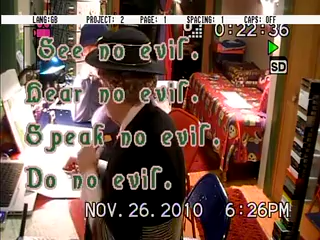 LANG:GB PROJECT: 2 PAGE: 1 SPACING: 1 CAPS: OFF
0:22:36
See no evil.
SD
Hear no evil.
Speak no evil.
Do no evil.
NOV.26.2010 6:26PM